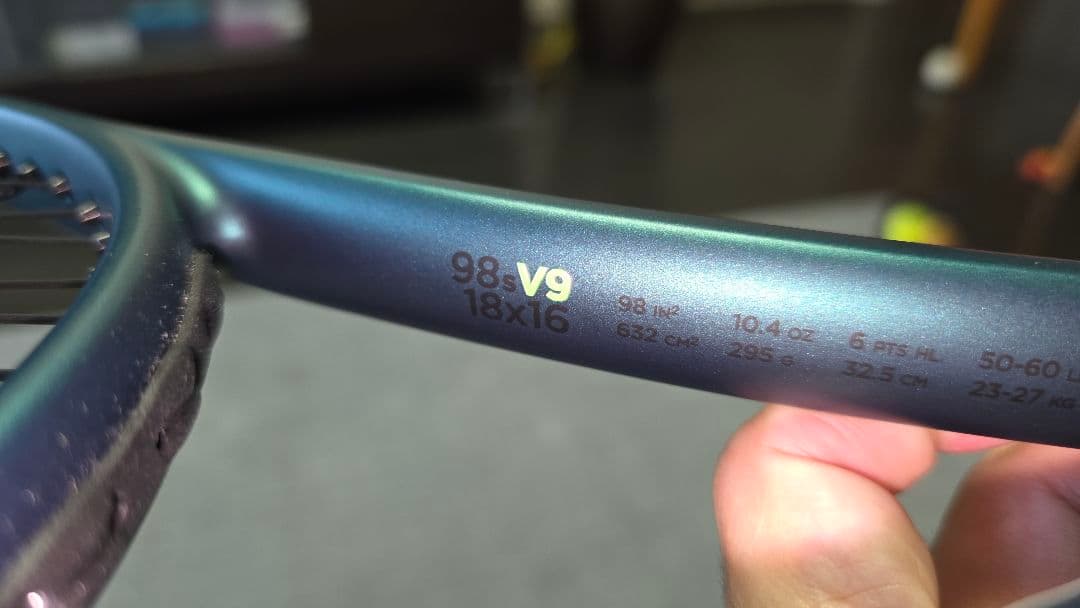 98sV9
18x16
98 IN²
632 CM²
10.4 OZ
295 G
6 PTS HL
32.5 CM
50-60
23-27 KG